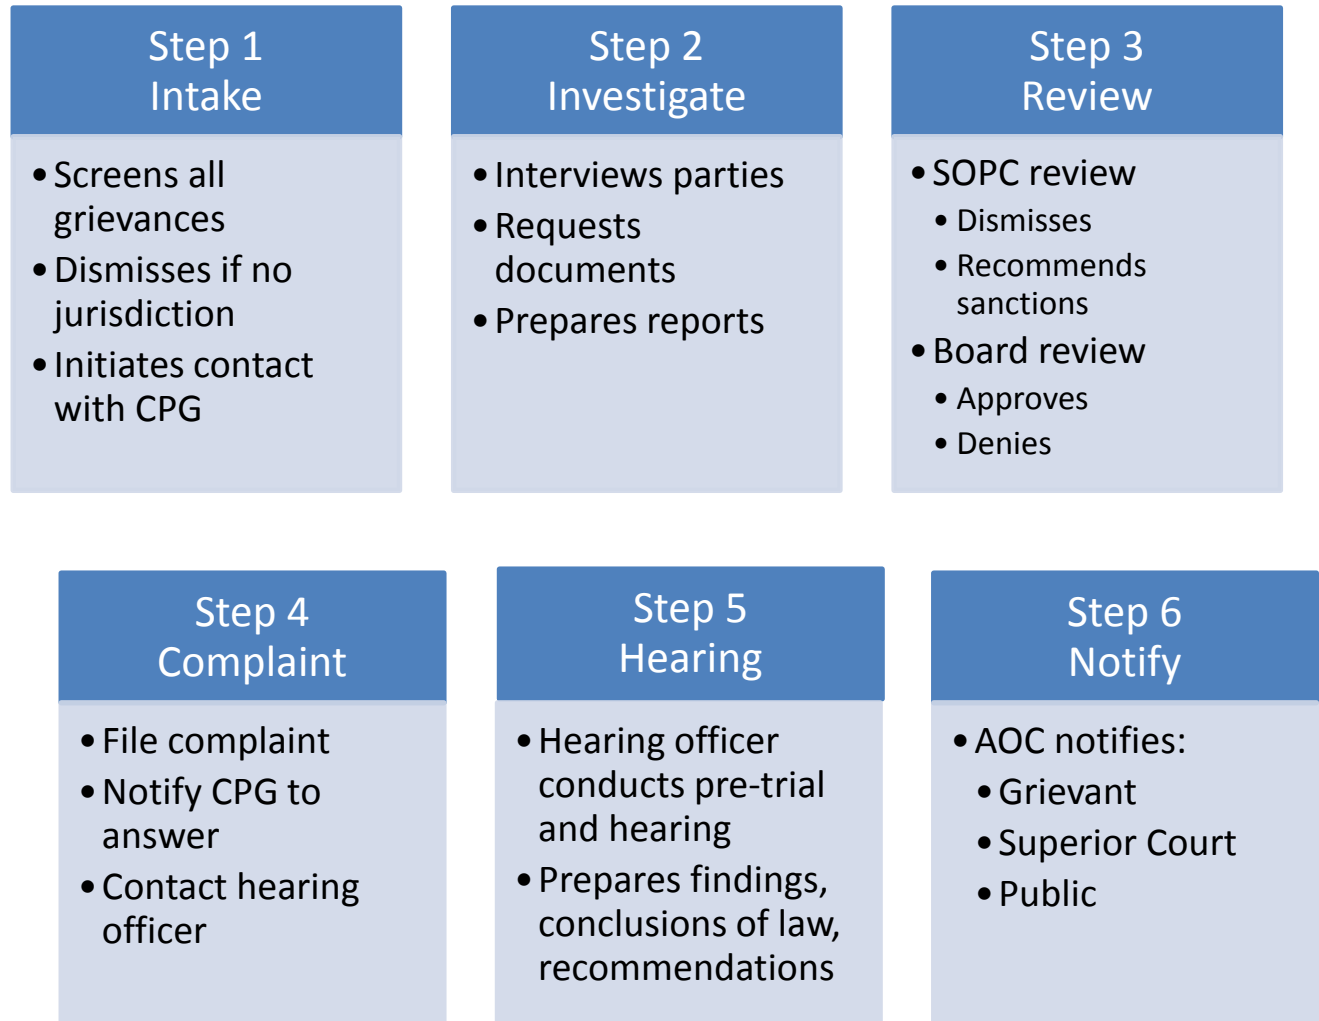 Step 1
Intake
• Screens all
grievances
• Dismisses if no
jurisdiction
• Initiates contact
with CPG
Step 2
Investigate
• Interviews parties
• Requests
documents
• Prepares reports
Step 3
Review
• SOPC review
• Dismisses
• Recommends
sanctions
• Board review
• Approves
• Denies
Step 4
Complaint
• File complaint
• Notify CPG to
answer
• Contact hearing
officer
Step 5
Hearing
• Hearing officer
conducts pre-trial
and hearing
• Prepares findings,
conclusions of law,
recommendations
Step 6
Notify
• AOC notifies:
• Grievant
• Superior Court
• Public